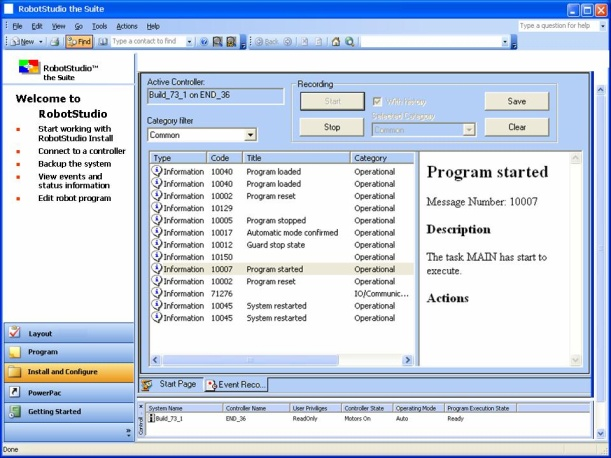 RobotStudio the Suite
File Edit View Go Tools Actions Help
Type a question for help
New Find Type a contact to find Back
RobotStudio™
the Suite
Welcome to
RobotStudio
Start working with
RobotStudio Install
Connect to a controller
Backup the system
View events and
status information
Edit robot program
Layout
Program
Install and Configure
PowerPac
Getting Started
Active Controller:
Build_73_1 on END_36
Category filter
Common
Recording
Start
With history
Save
Stop
Selected Category
Common
Clear
Type Code Title Category
Information 10040 Program loaded Operational
Information 10040 Program loaded Operational
Information 10002 Program reset Operational
Information 10129 Operational
Information 10005 Program stopped Operational
Information 10017 Automatic mode confirmed Operational
Information 10012 Guard stop state Operational
Information 10150 Operational
Information 10007 Program started Operational
Information 10002 Program reset Operational
Information 71276 IO/Communic...
Information 10045 System restarted Operational
Information 10045 System restarted Operational
Program started
Message Number: 10007
Description
The task MAIN has start to
execute.
Actions
Start Page Event Reco...
System Name Controller Name User Privileges Controller State Operating Mode Program Execution State
Build_73_1 END_36 ReadOnly Motors On Auto Ready
Done